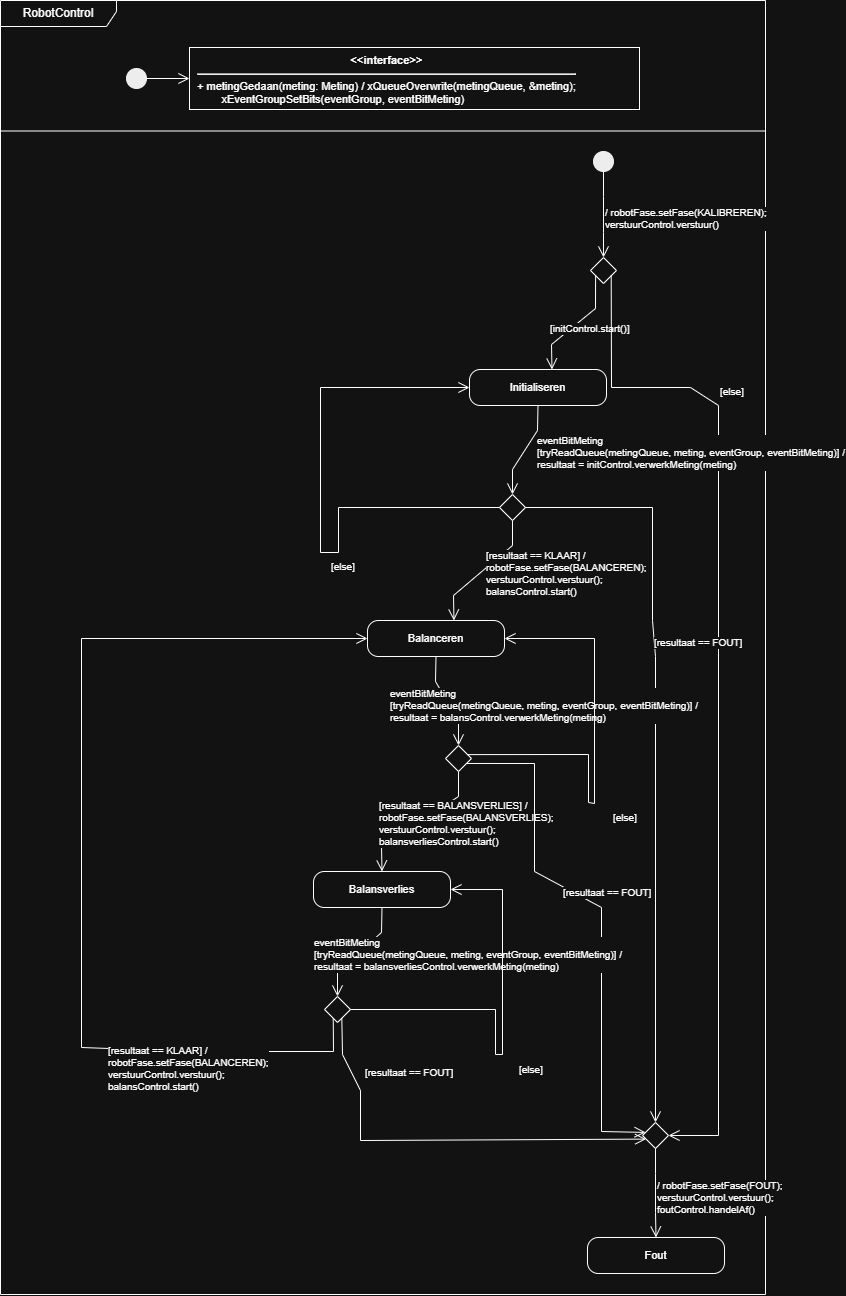 RobotControl
<<interface>>
+ metingGedaan(meting: Meting) / xQueueOverwrite(metingQueue, &meting);
xEventGroupSetBits(eventGroup, eventBitMeting)
/ robotFase.setFase(KALIBREREN);
verstuurControl.verstuur()
[initControl.start()]
Initialiseren
[else]
eventBitMeting
[tryReadQueue(metingQueue, meting, eventGroup, eventBitMeting)] /
resultaat = initControl.verwerkMeting(meting)
[else]
[resultaat == KLAAR] /
robotFase.setFase(BALANCEREN);
verstuurControl.verstuur();
balansControl.start()
Balanceren
[resultaat == FOUT]
eventBitMeting
[tryReadQueue(metingQueue, meting, eventGroup, eventBitMeting)] /
resultaat = balansControl.verwerkMeting(meting)
[resultaat == BALANSVERLIES] /
robotFase.setFase(BALANSVERLIES);
verstuurControl.verstuur();
balansverliesControl.start()
[else]
Balansverlies
[resultaat == FOUT]
eventBitMeting
[tryReadQueue(metingQueue, meting, eventGroup, eventBitMeting)] /
resultaat = balansverliesControl.verwerkMeting(meting)
[resultaat == KLAAR] /
robotFase.setFase(BALANCEREN);
verstuurControl.verstuur();
balansControl.start()
[resultaat == FOUT]
[else]
/ robotFase.setFase(FOUT);
verstuurControl.verstuur();
foutControl.handelAf()
Fout